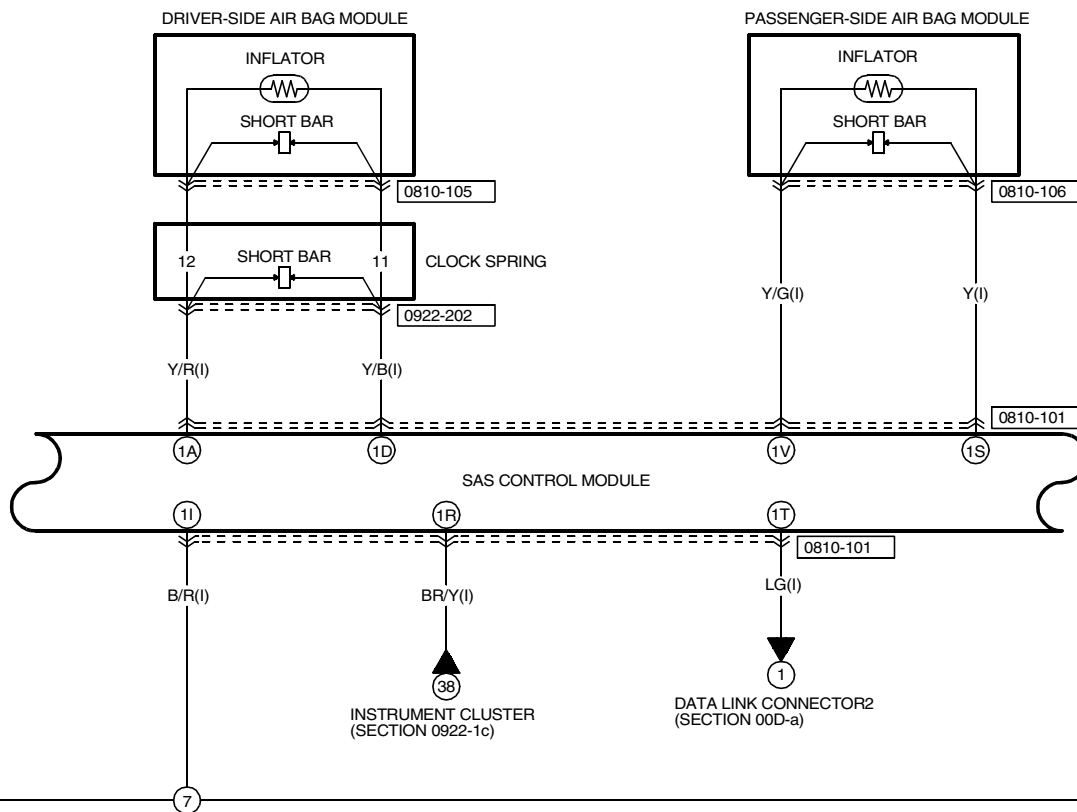 DRIVER-SIDE AIR BAG MODULE
PASSENGER-SIDE AIR BAG MODULE
INFLATOR
INFLATOR
SHORT BAR
SHORT BAR
0810-105
0810-106
12
SHORT BAR
11
CLOCK SPRING
Y/G(I)
Y(I)
0922-202
Y/R(I)
Y/B(I)
0810-101
1A
1D
1V
1S
SAS CONTROL MODULE
1I
1R
1T
0810-101
B/R(I)
BR/Y(I)
LG(I)
38
1
INSTRUMENT CLUSTER
(SECTION 0922-1c)
DATA LINK CONNECTOR2
(SECTION 00D-a)
7